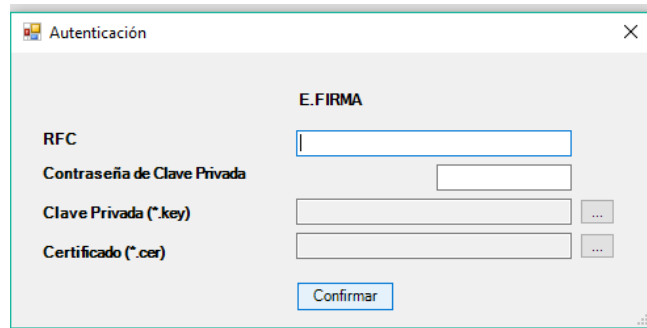 Autenticación
E.FIRMA
RFC
Contraseña de Clave Privada
Clave Privada (*.key)
...
Certificado (*.cer)
...
Confirmar